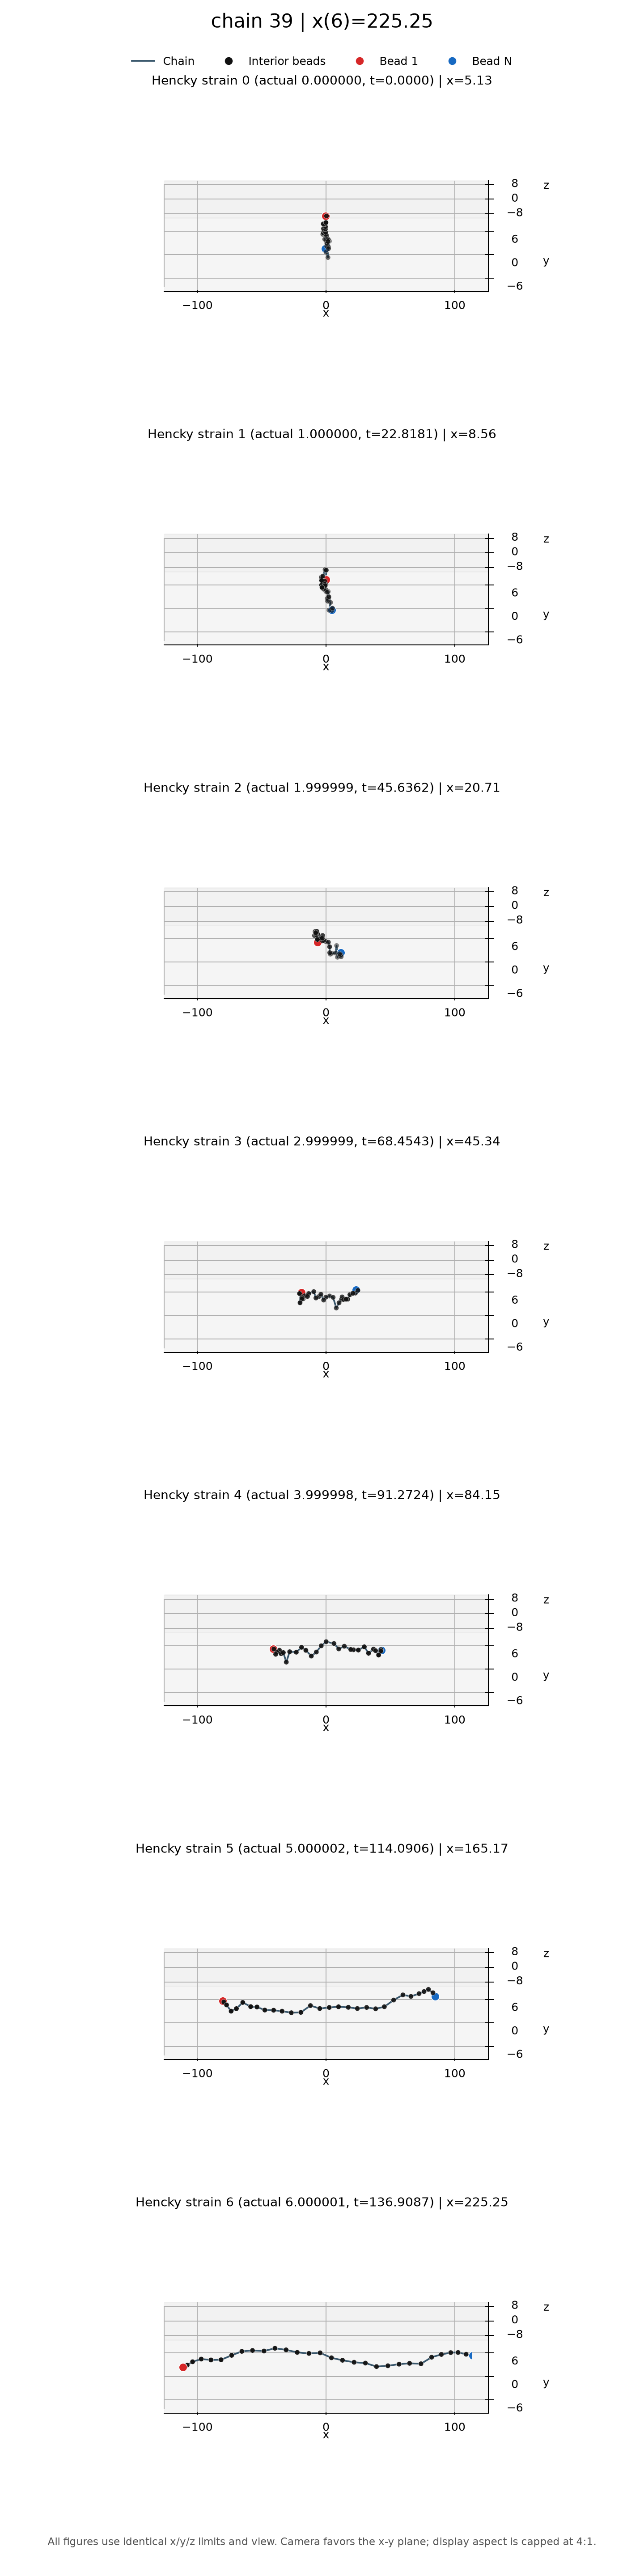 chain 39 | x(6)=225.25
Chain Interior beads Bead 1 Bead N
Hencky strain 0 (actual 0.000000, t=0.0000) | x=5.13
8 z
0
−8
6
0 y
−6
−100 0 100
x
Hencky strain 1 (actual 1.000000, t=22.8181) | x=8.56
8 z
0
−8
6
0 y
−6
−100 0 100
x
Hencky strain 2 (actual 1.999999, t=45.6362) | x=20.71
8 z
0
−8
6
0 y
−6
−100 0 100
x
Hencky strain 3 (actual 2.999999, t=68.4543) | x=45.34
8 z
0
−8
6
0 y
−6
−100 0 100
x
Hencky strain 4 (actual 3.999998, t=91.2724) | x=84.15
8 z
0
−8
6
0 y
−6
−100 0 100
x
Hencky strain 5 (actual 5.000002, t=114.0906) | x=165.17
8 z
0
−8
6
0 y
−6
−100 0 100
x
Hencky strain 6 (actual 6.000001, t=136.9087) | x=225.25
8 z
0
−8
6
0 y
−6
−100 0 100
x
All figures use identical x/y/z limits and view. Camera favors the x-y plane; display aspect is capped at 4:1.